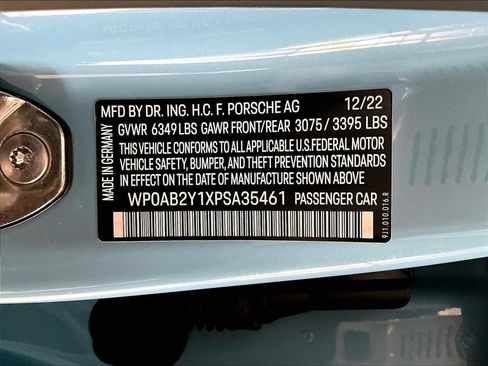 MFD BY DR. ING. H.C. F. PORSCHE AG 12/22
GVWR 6349 LBS GAWR FRONT/REAR 3075 / 3395 LBS
THIS VEHICLE CONFORMS TO ALL APPLICABLE U.S.FEDERAL MOTOR
VEHICLE SAFETY, BUMPER, AND THEFT PREVENTION STANDARDS
IN EFFECT ON THE DATE OF MANUFACTURE SHOWN ABOVE
WP0AB2Y1XPSA35461 PASSENGER CAR
MADE IN GERMANY
9J1.010.016.R